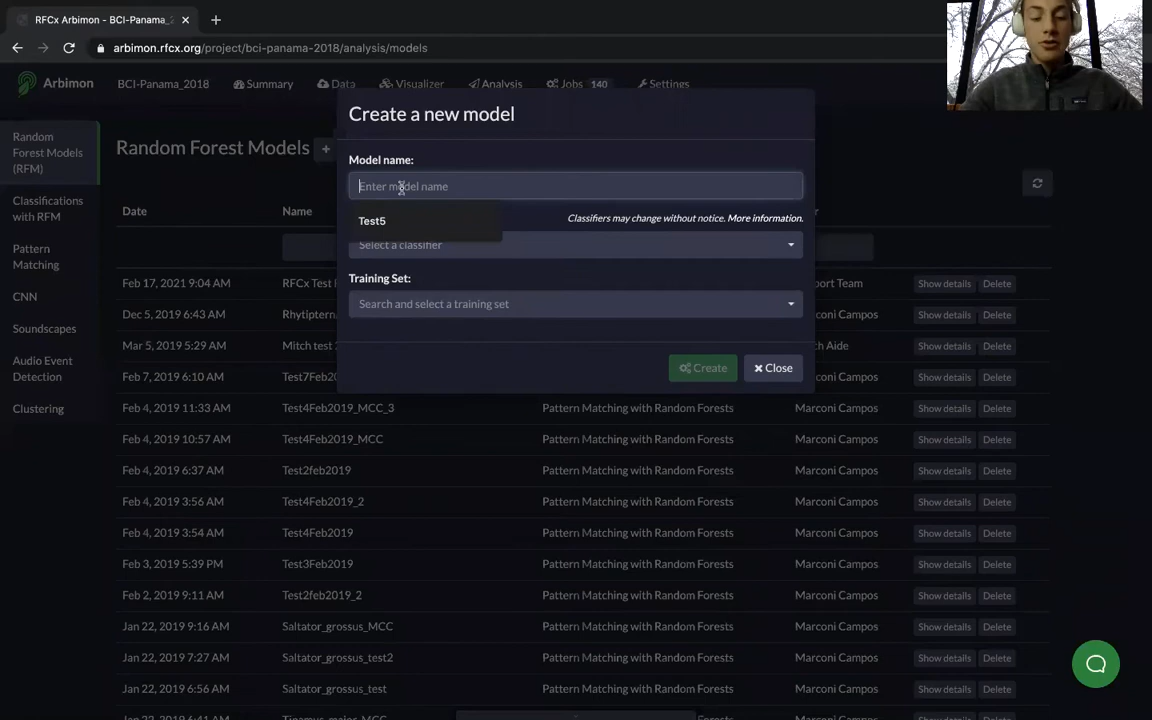 RFCx Arbimon - BCI-Panama_2
arbimon.rfcx.org/project/bci-panama-2018/analysis/models
Arbimon BCI-Panama_2018 Summary Data Visualizer Analysis Jobs 140 Settings
Create a new model
Random Forest Models (RFM)
Classifications with RFM
Pattern Matching
CNN
Soundscapes
Audio Event Detection
Clustering
Random Forest Models +
Model name:
Enter model name
Test5
Classifiers may change without notice. More information.
Select a classifier
Training Set:
Search and select a training set
Create Close
Date Name
Feb 17, 2021 9:04 AM RFCx Test port Team Show details Delete
Dec 5, 2019 6:43 AM Rhytiptern ni Campos Show details Delete
Mar 5, 2019 5:29 AM Mitch test ch Aide Show details Delete
Feb 7, 2019 6:10 AM Test7Feb20 ni Campos Show details Delete
Feb 4, 2019 11:33 AM Test4Feb2019_MCC_3 Pattern Matching with Random Forests Marconi Campos Show details Delete
Feb 4, 2019 10:57 AM Test4Feb2019_MCC Pattern Matching with Random Forests Marconi Campos Show details Delete
Feb 4, 2019 6:37 AM Test2feb2019 Pattern Matching with Random Forests Marconi Campos Show details Delete
Feb 4, 2019 3:56 AM Test4Feb2019_2 Pattern Matching with Random Forests Marconi Campos Show details Delete
Feb 4, 2019 3:54 AM Test4Feb2019 Pattern Matching with Random Forests Marconi Campos Show details Delete
Feb 3, 2019 5:39 PM Test3Feb2019 Pattern Matching with Random Forests Marconi Campos Show details Delete
Feb 2, 2019 9:11 AM Test2feb2019_2 Pattern Matching with Random Forests Marconi Campos Show details Delete
Jan 22, 2019 9:16 AM Saltator_grossus_MCC Pattern Matching with Random Forests Marconi Campos Show details Delete
Jan 22, 2019 7:27 AM Saltator_grossus_test2 Pattern Matching with Random Forests Marconi Campos Show details Delete
Jan 22, 2019 6:56 AM Saltator_grossus_test Pattern Matching with Random Forests Marconi Campos Show details Delete